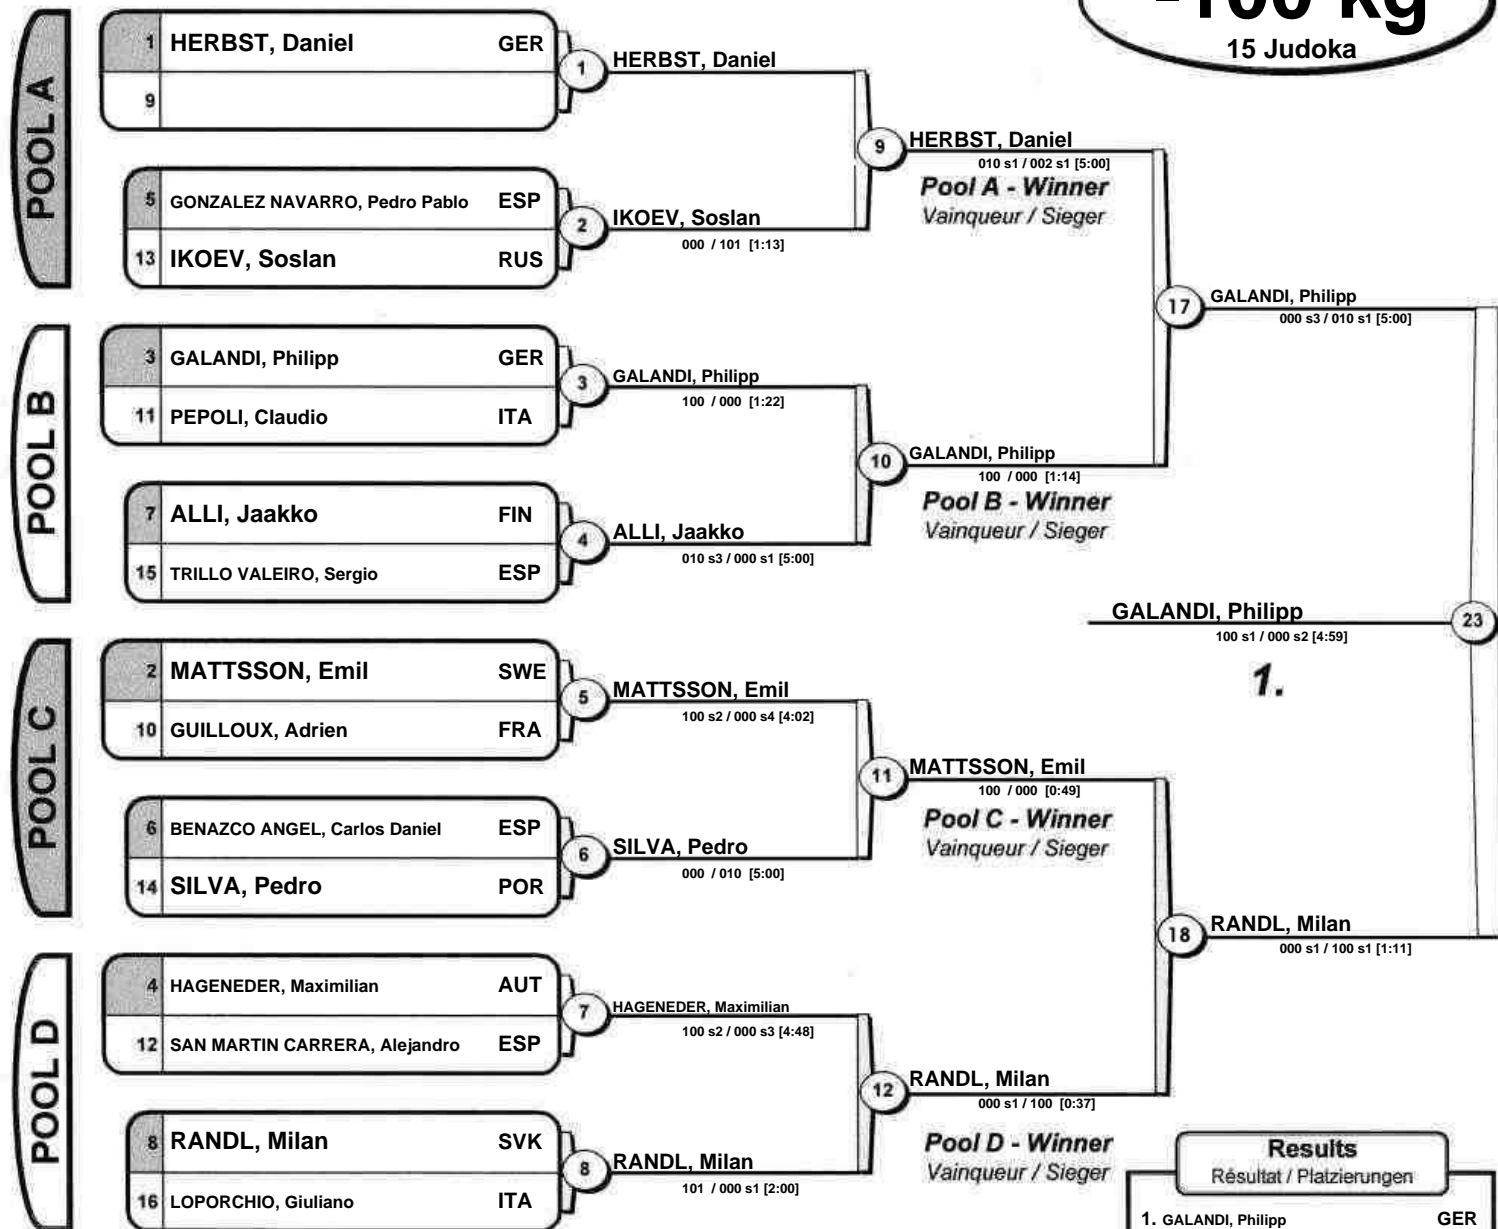 -100 kg
15 Judoka
POOL A
1 HERBST, Daniel GER
9
1 HERBST, Daniel
5 GONZALEZ NAVARRO, Pedro Pablo ESP
13 IKOEV, Soslan RUS
2 IKOEV, Soslan
000 / 101 [1:13]
9 HERBST, Daniel
010 s1 / 002 s1 [5:00]
Pool A - Winner
Vainqueur / Sieger
POOL B
3 GALANDI, Philipp GER
11 PEPOLI, Claudio ITA
3 GALANDI, Philipp
100 / 000 [1:22]
7 ALLI, Jaakko FIN
15 TRILLO VALEIRO, Sergio ESP
4 ALLI, Jaakko
010 s3 / 000 s1 [5:00]
10 GALANDI, Philipp
100 / 000 [1:14]
Pool B - Winner
Vainqueur / Sieger
17 GALANDI, Philipp
000 s3 / 010 s1 [5:00]
GALANDI, Philipp 23
100 s1 / 000 s2 [4:59]
1.
POOL C
2 MATTSSON, Emil SWE
10 GUILLOUX, Adrien FRA
5 MATTSSON, Emil
100 s2 / 000 s4 [4:02]
6 BENAZCO ANGEL, Carlos Daniel ESP
14 SILVA, Pedro POR
6 SILVA, Pedro
000 / 010 [5:00]
11 MATTSSON, Emil
100 / 000 [0:49]
Pool C - Winner
Vainqueur / Sieger
POOL D
4 HAGENEDER, Maximilian AUT
12 SAN MARTIN CARRERA, Alejandro ESP
7 HAGENEDER, Maximilian
100 s2 / 000 s3 [4:48]
8 RANDL, Milan SVK
16 LOPORCHIO, Giuliano ITA
8 RANDL, Milan
101 / 000 s1 [2:00]
12 RANDL, Milan
000 s1 / 100 [0:37]
Pool D - Winner
Vainqueur / Sieger
18 RANDL, Milan
000 s1 / 100 s1 [1:11]
Results
Résultat / Platzierungen
1. GALANDI, Philipp GER